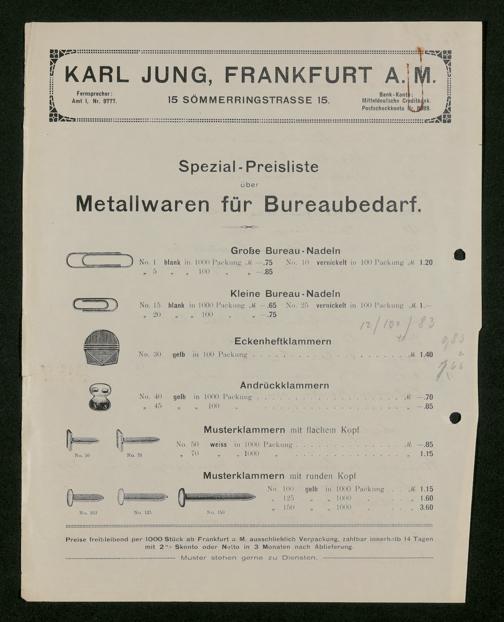 KARL JUNG, FRANKFURT A. M.
Fernsprecher:
Amt I, Nr. 9777.
15 SÖMMERRINGSTRASSE 15.
Bank-Konto:
Mitteldeutsche Creditbank.
Postscheckkonto Nr.
Spezial-Preisliste
über
Metallwaren für Bureaubedarf.
Große Bureau-Nadeln
No. 1 blank in 1000 Packung ℳ —.75 No. 10 vernickelt in 100 Packung ℳ 1.20
„ 5 „ „ 100 „ „ —.85
Kleine Bureau-Nadeln
No. 15 blank in 1000 Packung ℳ —.65 No. 25 vernickelt in 100 Packung ℳ 1.—
„ 20 „ „ 100 „ „ —.75
12/100/83
Eckenheftklammern
No. 30 gelb in 100 Packung ℳ 1.40
Andrückklammern
No. 40 gelb in 1000 Packung ℳ —.70
„ 45 „ „ 100 „ „ —.85
Musterklammern mit flachem Kopf
No. 50 weiss in 1000 Packung ℳ —.85
„ 70 „ „ 1000 „ „ 1.15
No. 50 No. 70
Musterklammern mit runden Kopf
No. 100 gelb in 1000 Packung ℳ 1.15
„ 125 „ „ 1000 „ „ 1.60
„ 150 „ „ 1000 „ „ 3.60
No. 103 No. 125 No. 150
Preise freibleibend per 1000 Stück ab Frankfurt a. M. ausschließlich Verpackung, zahlbar innerhalb 14 Tagen
mit 2% Skonto oder Netto in 3 Monaten nach Ablieferung.
Muster stehen gerne zu Diensten.